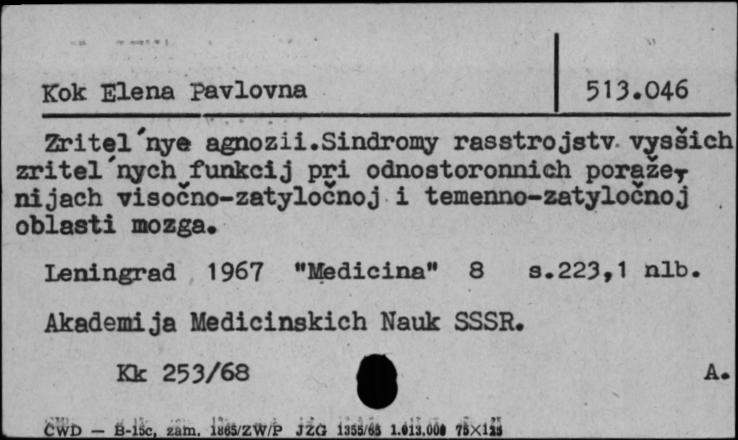 Kok Elena Pavlovna 513.046
Zritel'nye agnozii.Sindromy rasstrojstv vysšich
zritel'nych funkcij pri odnostoronnich poraže-
nijach visočno-zatyločnoj i temenno-zatyločnoj
oblasti mozga.
Leningrad 1967 "Medicina" 8 s.223,1 nlb.
Akademija Medicinskich Nauk SSSR.
Kk 253/68 A.
CWD — B-15c, zam. 1865/ZW/P JZG 1355/65 1.013.000 75×125